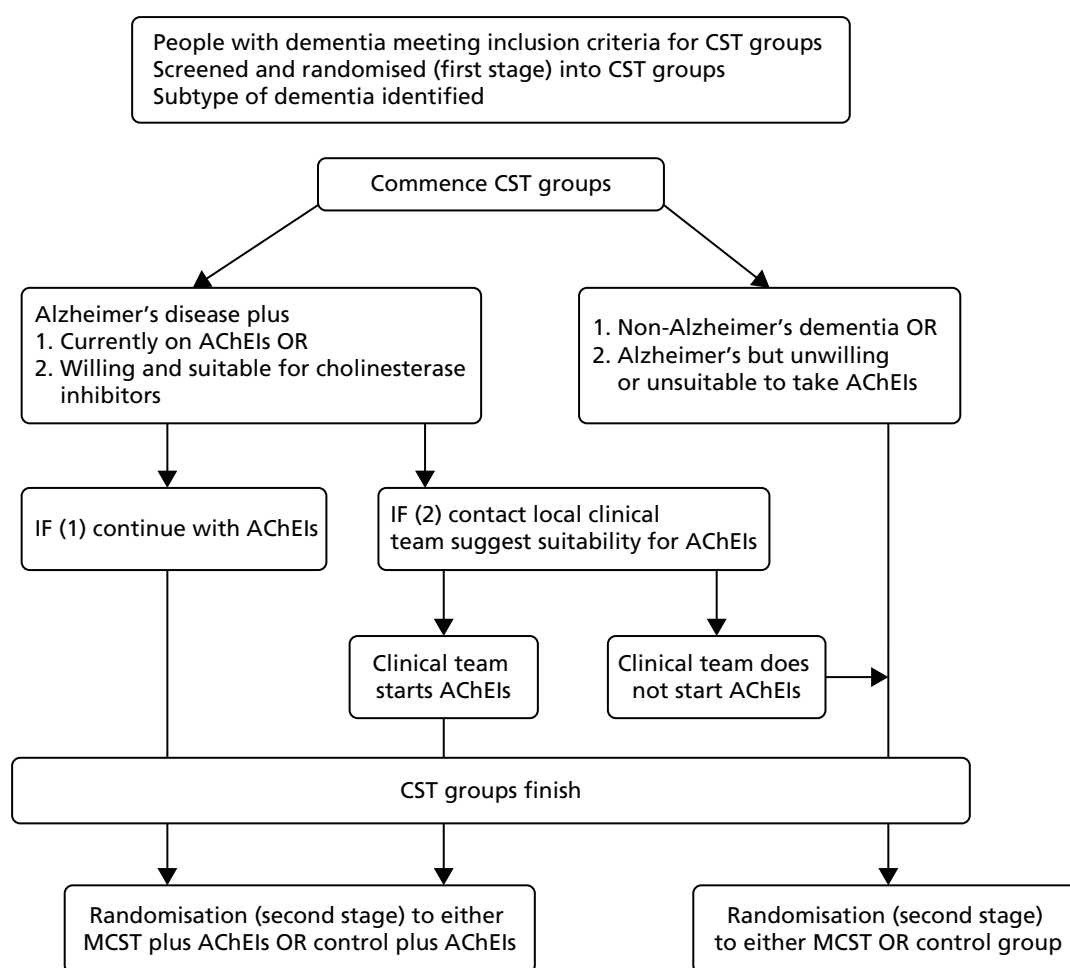 People with dementia meeting inclusion criteria for CST groups
Screened and randomised (first stage) into CST groups
Subtype of dementia identified
Commence CST groups
Alzheimer’s disease plus
1. Currently on AChEIs OR
2. Willing and suitable for cholinesterase
inhibitors
1. Non-Alzheimer’s dementia OR
2. Alzheimer’s but unwilling
or unsuitable to take AChEIs
IF (1) continue with AChEIs
IF (2) contact local clinical
team suggest suitability for AChEIs
Clinical team
starts AChEIs
Clinical team does
not start AChEIs
CST groups finish
Randomisation (second stage) to either
MCST plus AChEIs OR control plus AChEIs
Randomisation (second stage)
to either MCST OR control group